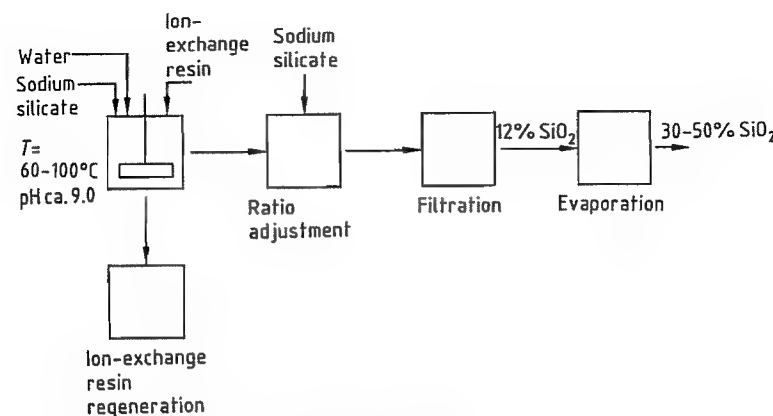 Ion-
exchange
resin
Water
Sodium
silicate
Sodium
silicate
T=
60–100°C
pH ca. 9.0
12% SiO₂
30–50% SiO₂
Ratio
adjustment
Filtration
Evaporation
Ion-exchange
resin
regeneration